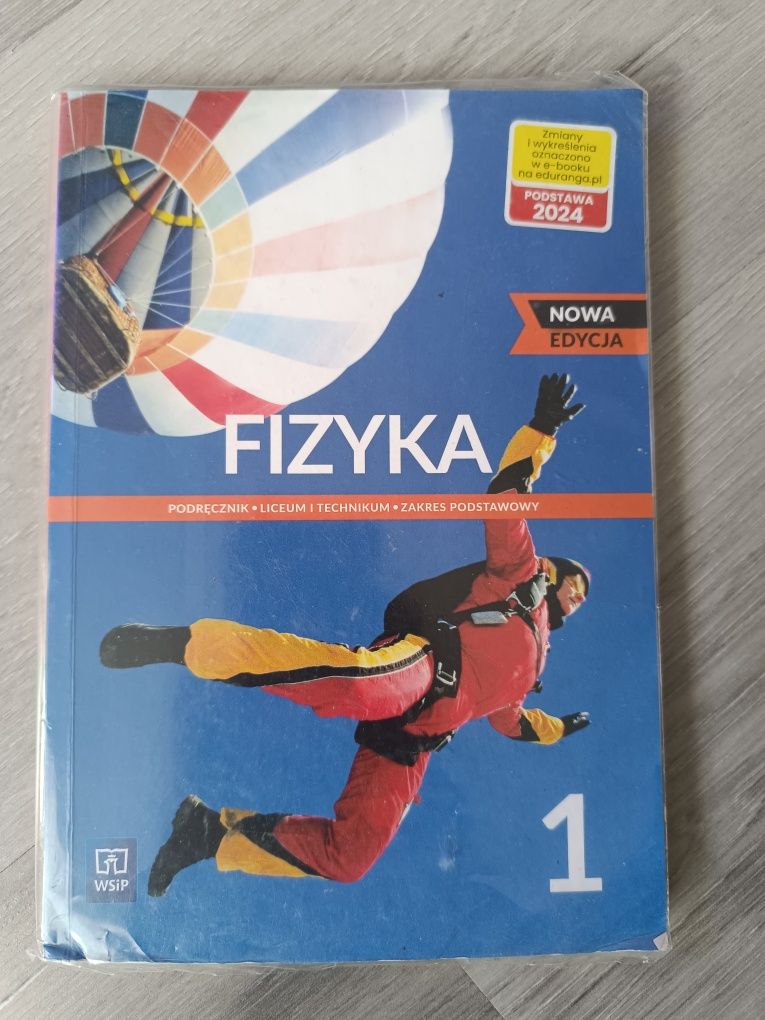 Zmiany
i wykreślenia
oznaczono
w e-booku
na eduranga.pl
PODSTAWA
2024
NOWA
EDYCJA
FIZYKA
PODRĘCZNIK • LICEUM I TECHNIKUM • ZAKRES PODSTAWOWY
1
WSiP